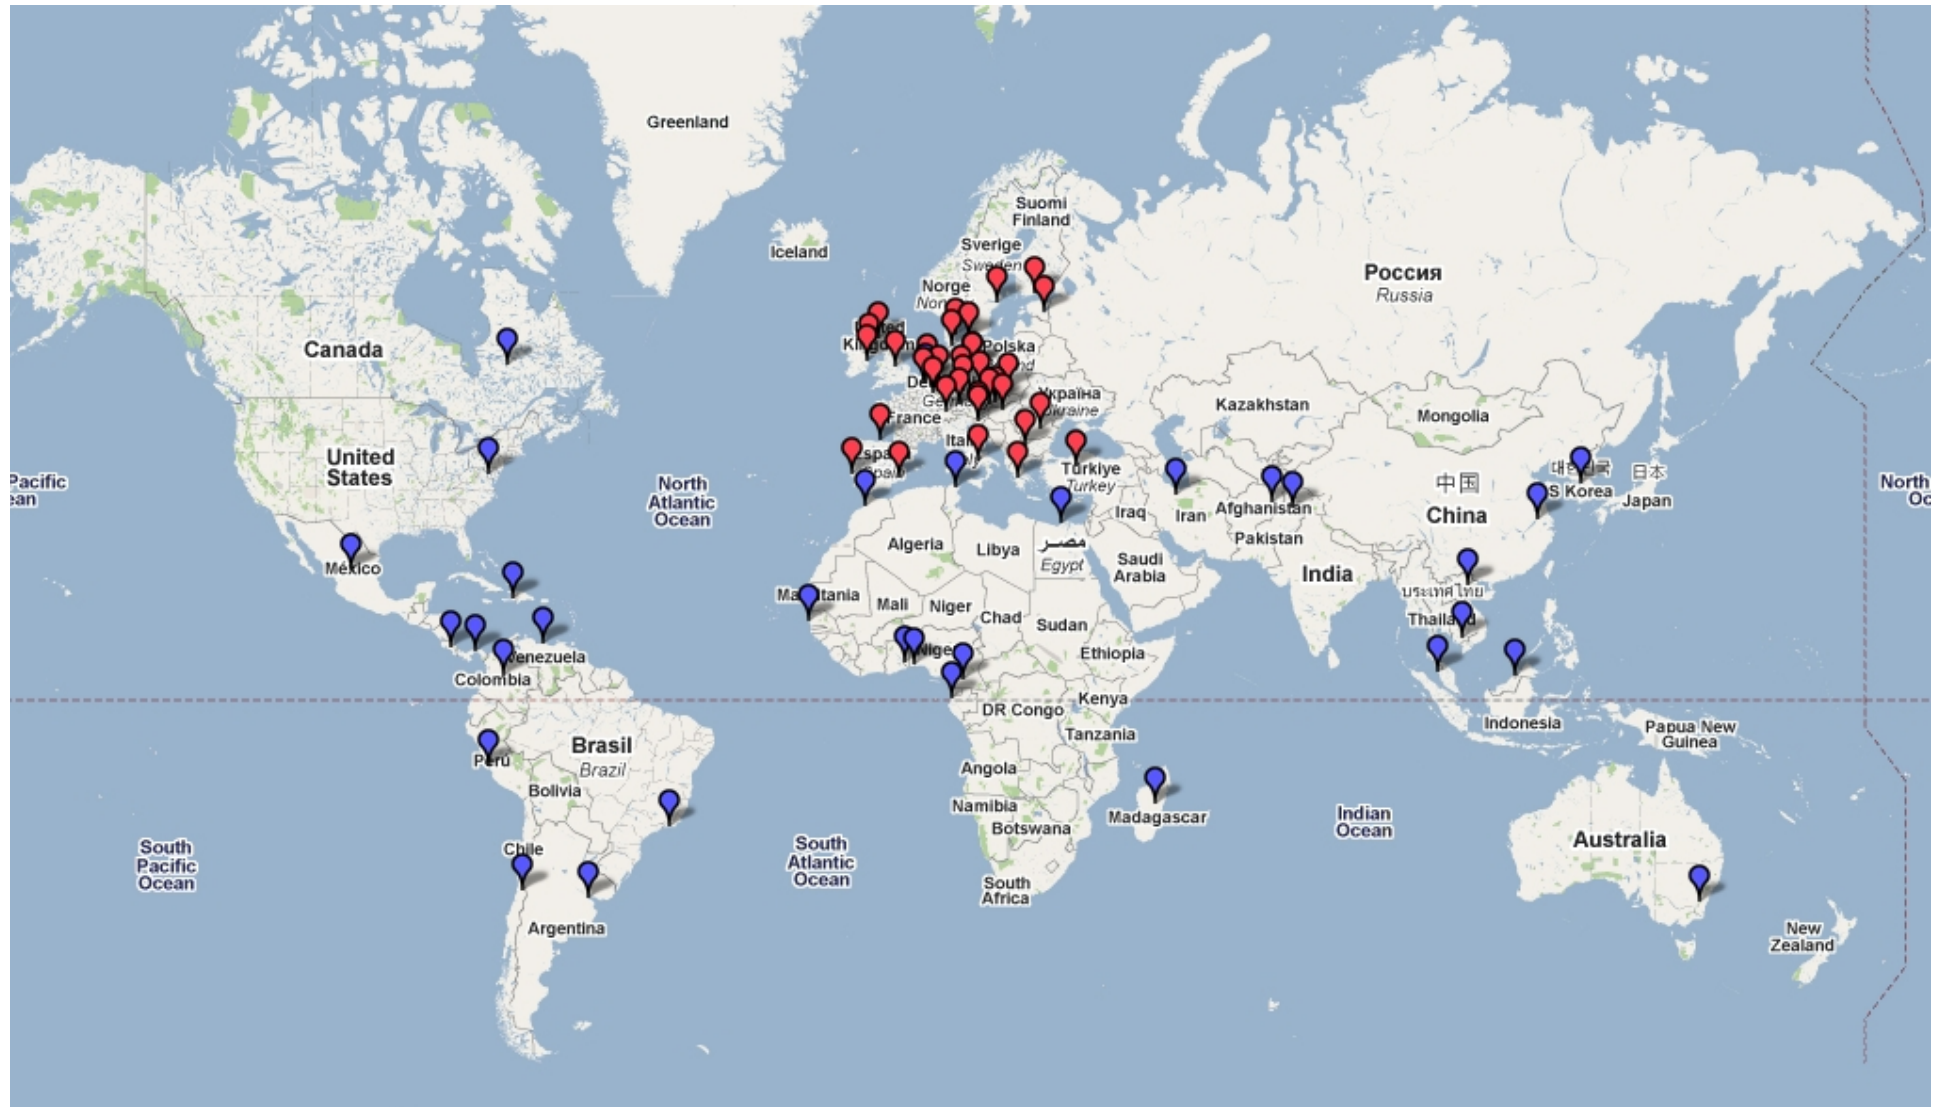 Greenland
Suomi
Finland
Sverige
Iceland
Norge
Россия
Russia
Canada
Polska
Україна
Ukraine
Kazakhstan
Mongolia
France
United
States
Pacific
North
Atlantic
Ocean
Türkiye
Turkey
中国
China
S Korea
日本
Japan
North
Iraq
Iran
Afghanistan
Pakistan
India
Algeria
Libya
مصر
Egypt
Saudi
Arabia
México
Mali
Niger
Chad
Sudan
Ethiopia
Venezuela
Colombia
Kenya
DR Congo
Tanzania
Indonesia
Papua New
Guinea
Brasil
Brazil
Perú
Bolivia
Angola
Namibia
Botswana
Madagascar
Indian
Ocean
Australia
South
Pacific
Ocean
Chile
South
Atlantic
Ocean
South
Africa
Argentina
New
Zealand